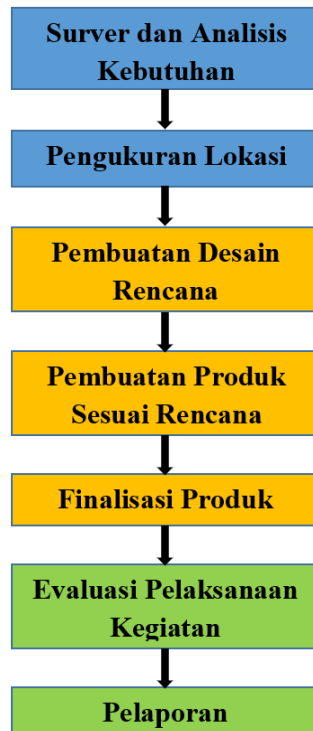 Surver dan Analisis
Kebutuhan
Pengukuran Lokasi
Pembuatan Desain
Rencana
Pembuatan Produk
Sesuai Rencana
Finalisasi Produk
Evaluasi Pelaksanaan
Kegiatan
Pelaporan